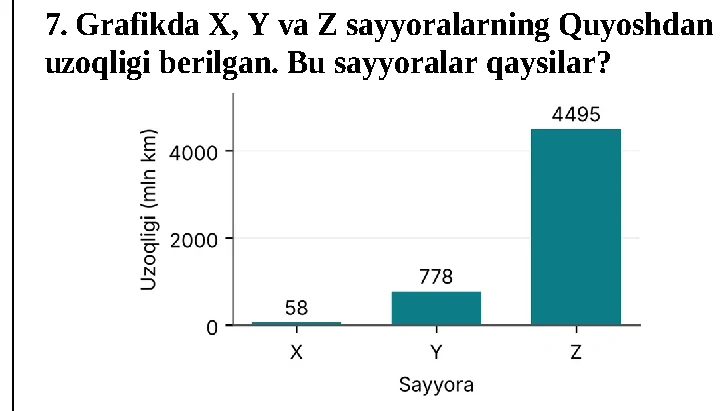 7. Grafikda X, Y va Z sayyoralarning Quyoshdan
uzoqligi berilgan. Bu sayyoralar qaysilar?
4495
4000
Uzoqligi (mln km)
2000
778
58
0
X Y Z
Sayyora